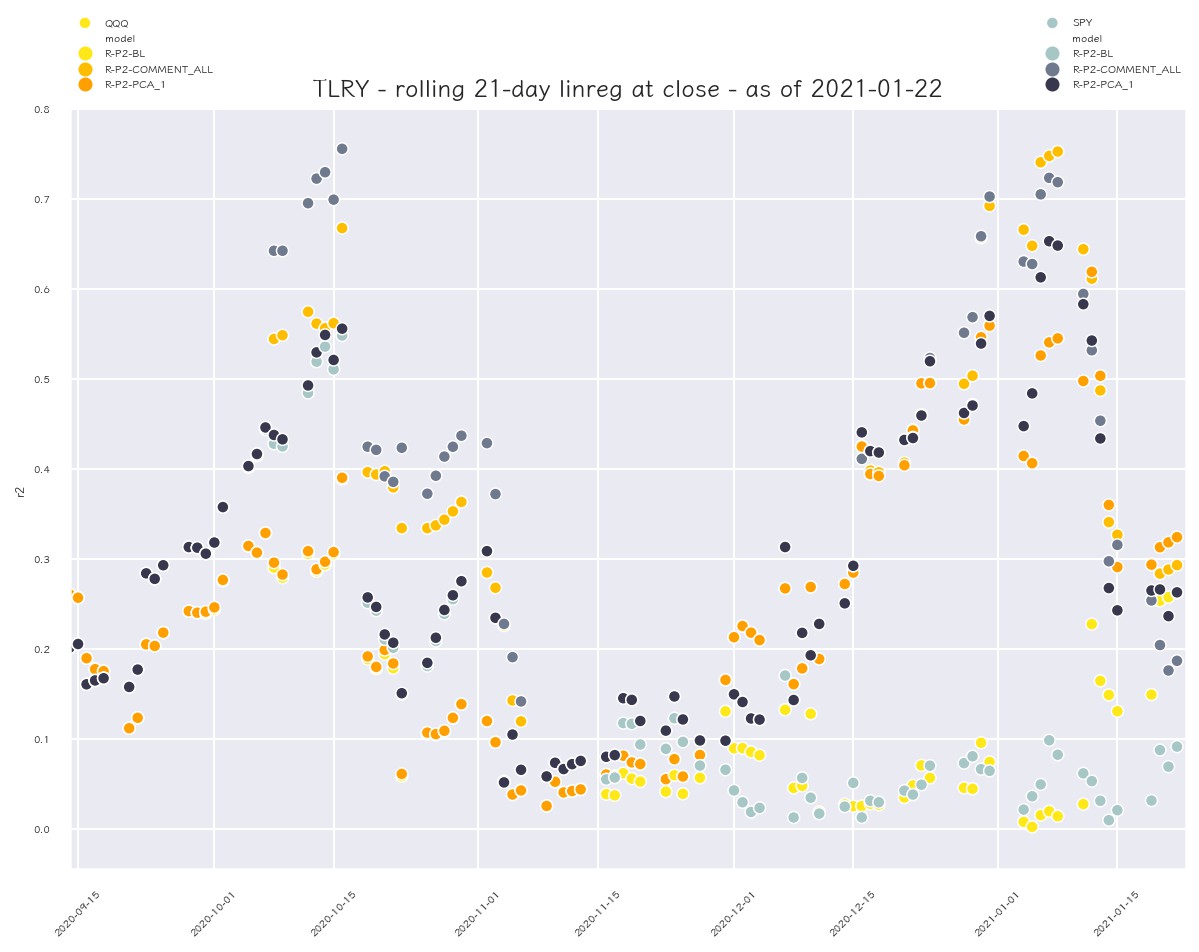 QQQ
model
R-P2-BL
R-P2-COMMENT_ALL
R-P2-PCA_1
SPY
model
R-P2-BL
R-P2-COMMENT_ALL
R-P2-PCA_1
TLRY - rolling 21-day linreg at close - as of 2021-01-22
0.8
0.7
0.6
0.5
0.4
0.3
0.2
0.1
0.0
r2
2020-09-15
2020-10-01
2020-10-15
2020-11-01
2020-11-15
2020-12-01
2020-12-15
2021-01-01
2021-01-15